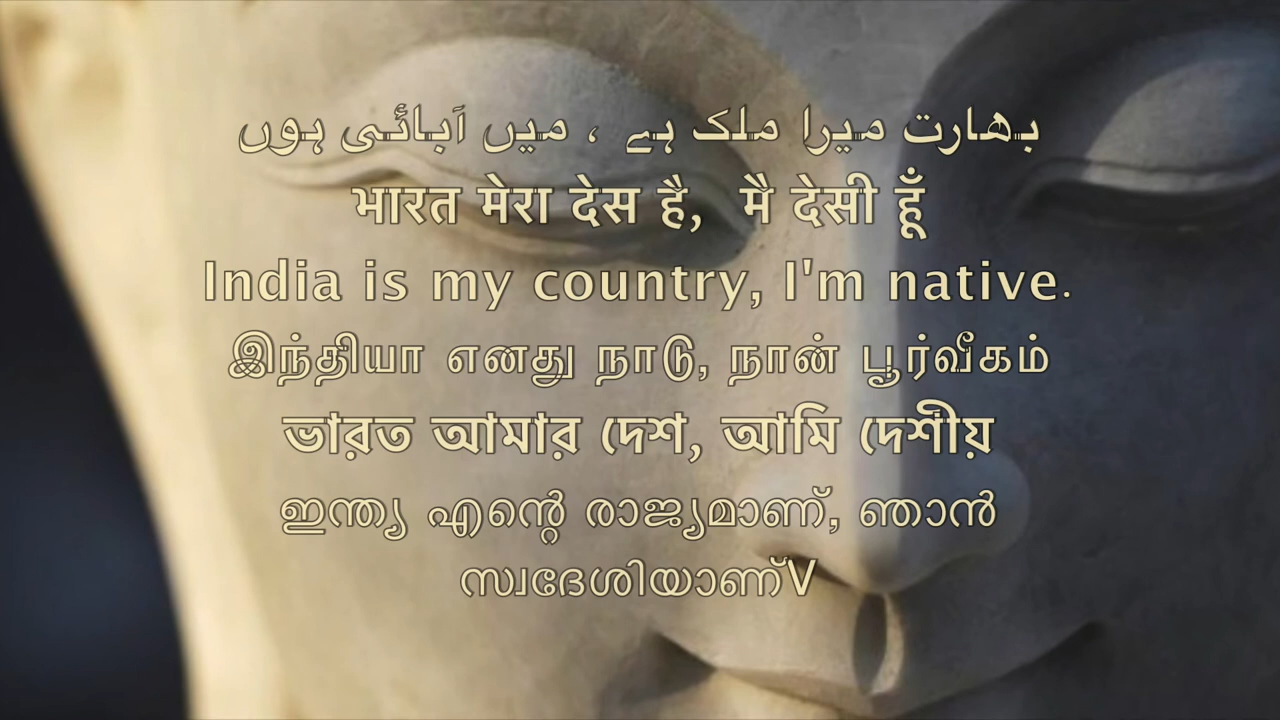 بھارت میرا ملک ہے ، میں آبائی ہوں
भारत मेरा देस है, मै देसी हूँ
India is my country, I'm native.
இந்தியா எனது நாடு, நான் பூர்வீகம்
ভারত আমার দেশ, আমি দেশীয়
ഇന്ത്യ എന്റെ രാജ്യമാണ്, ഞാൻ
സ്വദേശിയാണ്V